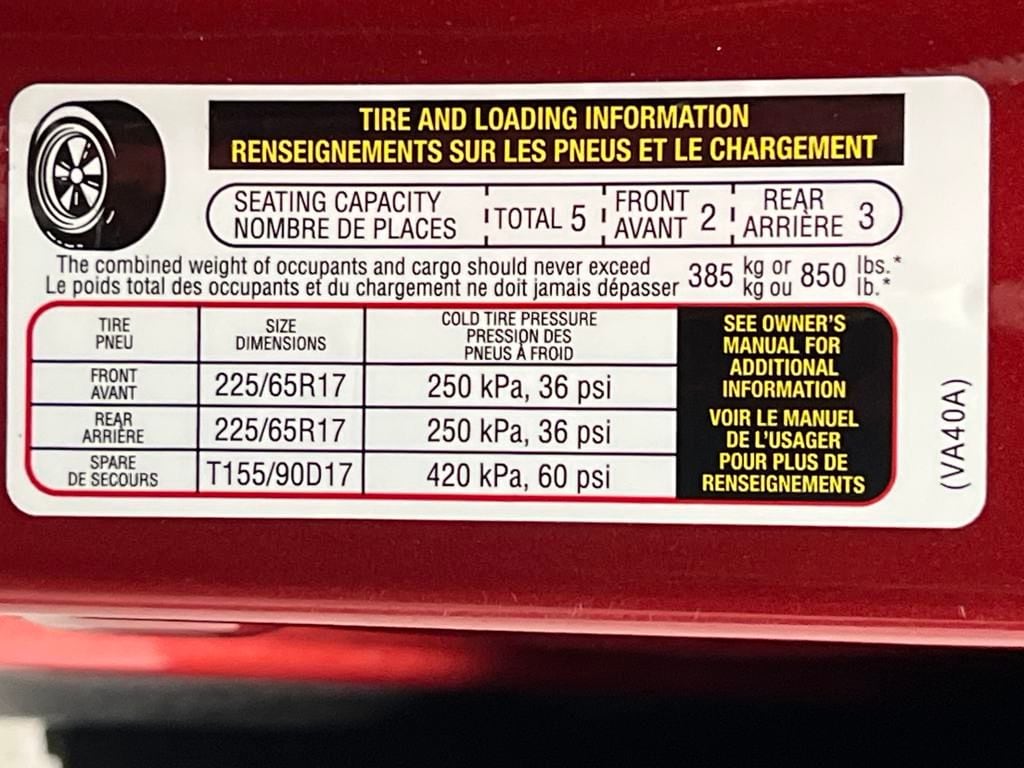 TIRE AND LOADING INFORMATION
RENSEIGNEMENTS SUR LES PNEUS ET LE CHARGEMENT
SEATING CAPACITY
NOMBRE DE PLACES
TOTAL 5
FRONT
AVANT 2
REAR
ARRIÈRE 3
The combined weight of occupants and cargo should never exceed
Le poids total des occupants et du chargement ne doit jamais dépasser
385 kg or 850 lbs.*
kg ou lb.*
TIRE
PNEU
SIZE
DIMENSIONS
COLD TIRE PRESSURE
PRESSION DES
PNEUS À FROID
FRONT
AVANT
225/65R17
250 kPa, 36 psi
REAR
ARRIÈRE
225/65R17
250 kPa, 36 psi
SPARE
DE SECOURS
T155/90D17
420 kPa, 60 psi
SEE OWNER'S
MANUAL FOR
ADDITIONAL
INFORMATION
VOIR LE MANUEL
DE L'USAGER
POUR PLUS DE
RENSEIGNEMENTS
(VA40A)